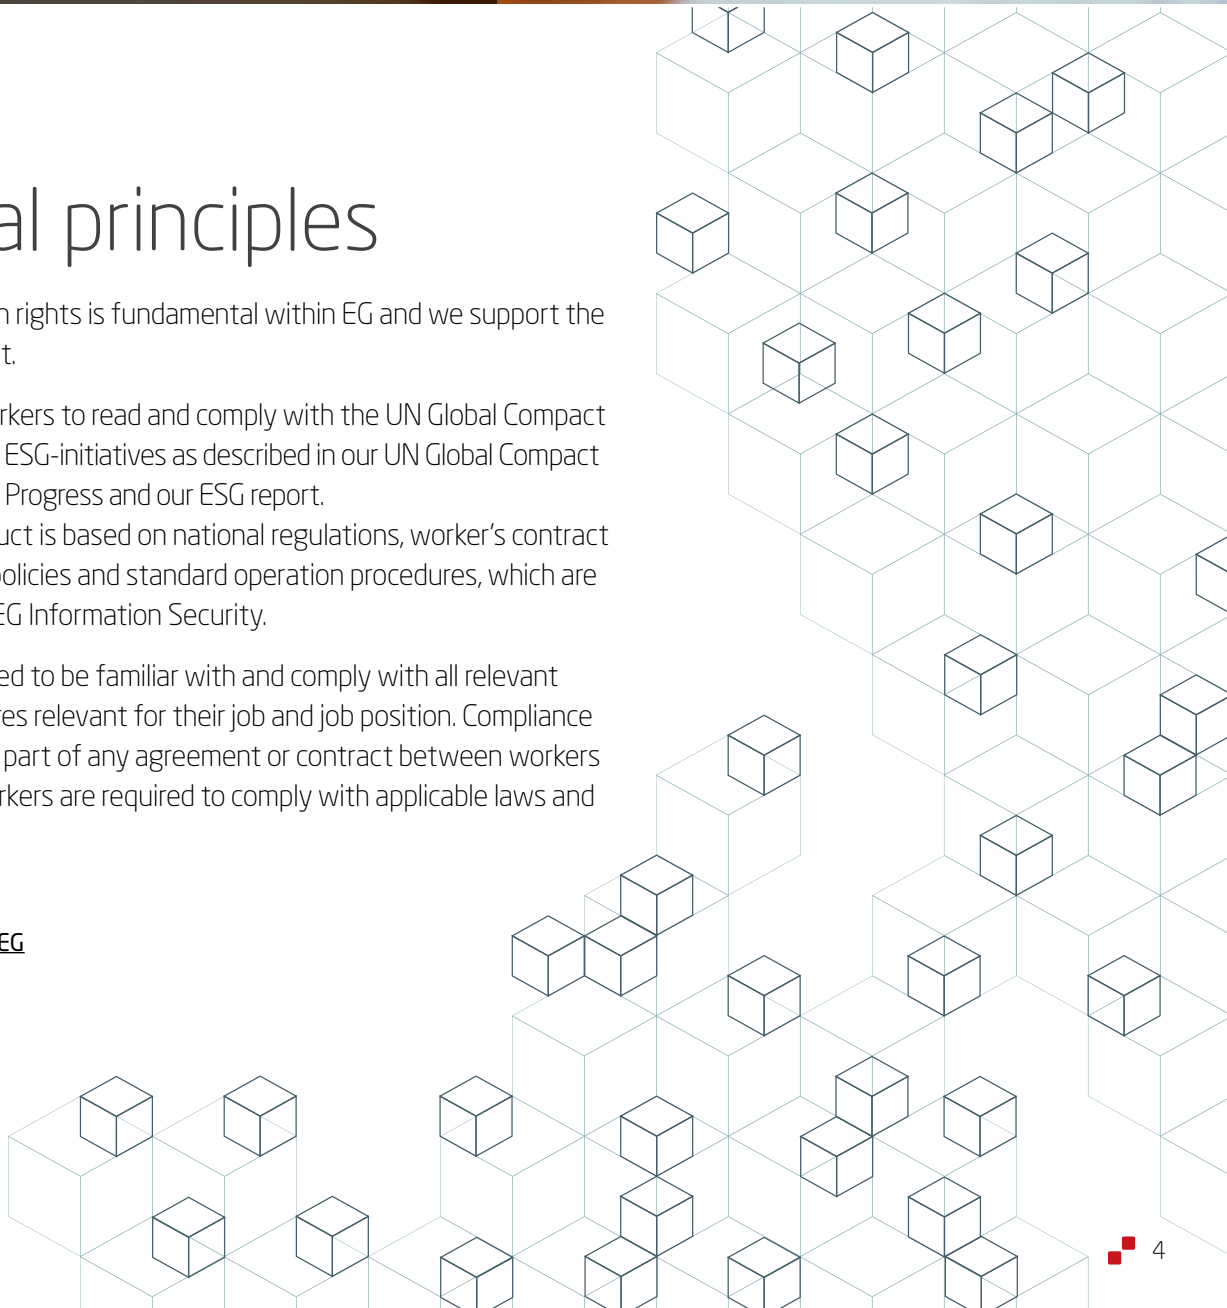 al principles
n rights is fundamental within EG and we support the
t.
rkers to read and comply with the UN Global Compact
ESG-initiatives as described in our UN Global Compact
Progress and our ESG report.
uct is based on national regulations, worker's contract
policies and standard operation procedures, which are
EG Information Security.
ed to be familiar with and comply with all relevant
res relevant for their job and job position. Compliance
part of any agreement or contract between workers
rkers are required to comply with applicable laws and
EG
4